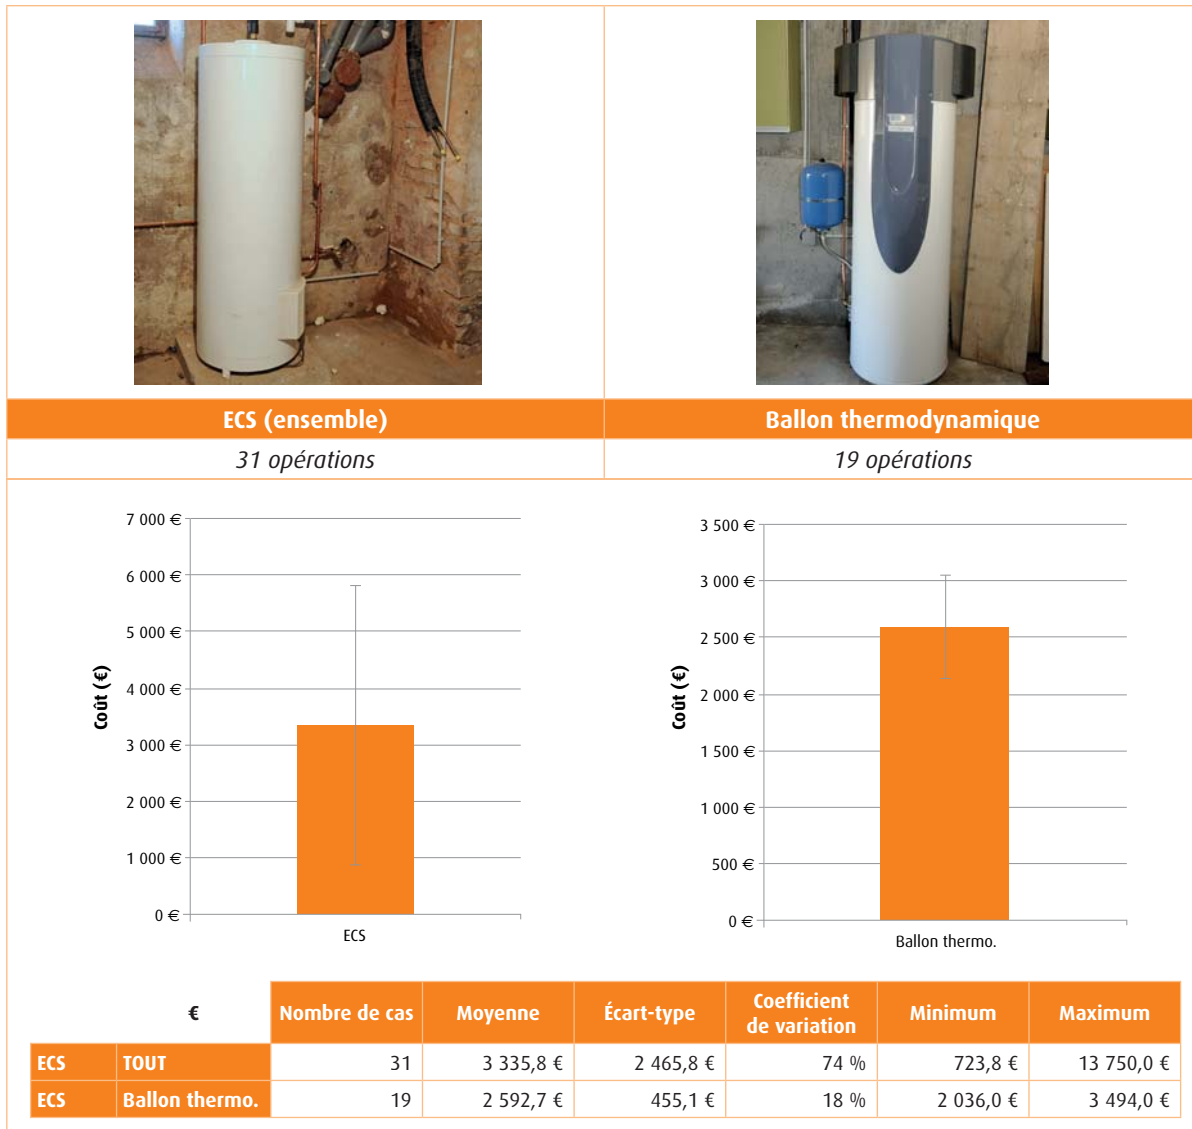 ECS (ensemble)
Ballon thermodynamique
31 opérations
19 opérations
7 000 €
6 000 €
5 000 €
4 000 €
3 000 €
2 000 €
1 000 €
0 €
Coût (€)
ECS
3 500 €
3 000 €
2 500 €
2 000 €
1 500 €
1 000 €
500 €
0 €
Coût (€)
Ballon thermo.
€ Nombre de cas Moyenne Écart-type Coefficient de variation Minimum Maximum
ECS TOUT 31 3 335,8 € 2 465,8 € 74 % 723,8 € 13 750,0 €
ECS Ballon thermo. 19 2 592,7 € 455,1 € 18 % 2 036,0 € 3 494,0 €